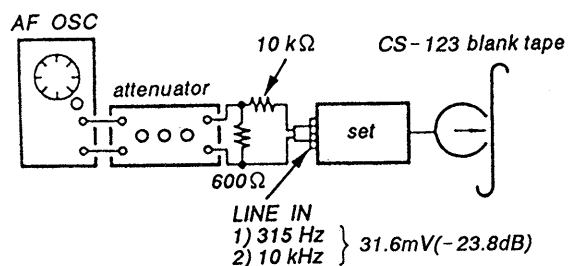 AF OSC
10 kΩ
CS-123 blank tape
attenuator
set
600Ω
LINE IN
1) 315 Hz
2) 10 kHz
31.6mV(-23.8dB)